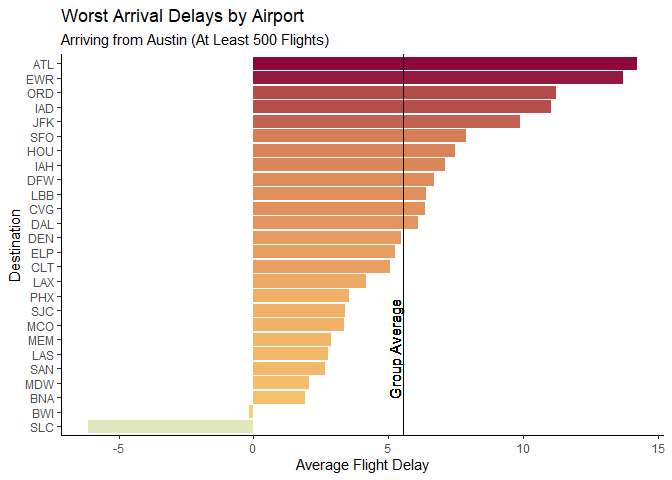 Worst Arrival Delays by Airport
Arriving from Austin (At Least 500 Flights)
Destination
ATL
EWR
ORD
IAD
JFK
SFO
HOU
IAH
DFW
LBB
CVG
DAL
DEN
ELP
CLT
LAX
PHX
SJC
MCO
MEM
LAS
SAN
MDW
BNA
BWI
SLC
Group Average
-5 0 5 10 15
Average Flight Delay